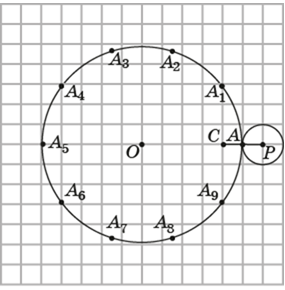 A₃ A₂
A₄ A₁
A₅ O C A P
A₆ A₉
A₇ A₈